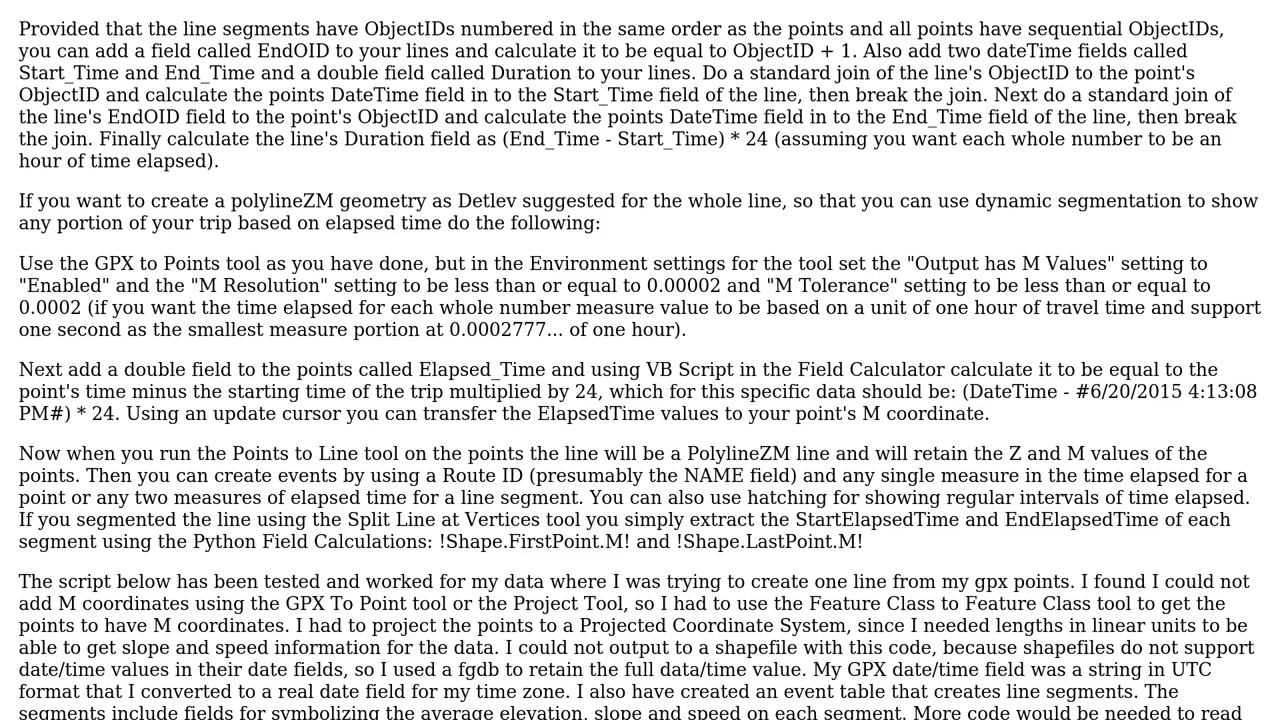 Provided that the line segments have ObjectIDs numbered in the same order as the points and all points have sequential ObjectIDs,
you can add a field called EndOID to your lines and calculate it to be equal to ObjectID + 1. Also add two dateTime fields called
Start_Time and End_Time and a double field called Duration to your lines. Do a standard join of the line's ObjectID to the point's
ObjectID and calculate the points DateTime field in to the Start_Time field of the line, then break the join. Next do a standard join of
the line's EndOID field to the point's ObjectID and calculate the points DateTime field in to the End_Time field of the line, then break
the join. Finally calculate the line's Duration field as (End_Time - Start_Time) * 24 (assuming you want each whole number to be an
hour of time elapsed).
If you want to create a polylineZM geometry as Detlev suggested for the whole line, so that you can use dynamic segmentation to show
any portion of your trip based on elapsed time do the following:
Use the GPX to Points tool as you have done, but in the Environment settings for the tool set the "Output has M Values" setting to
"Enabled" and the "M Resolution" setting to be less than or equal to 0.00002 and "M Tolerance" setting to be less than or equal to
0.0002 (if you want the time elapsed for each whole number measure value to be based on a unit of one hour of travel time and support
one second as the smallest measure portion at 0.0002777... of one hour).
Next add a double field to the points called Elapsed_Time and using VB Script in the Field Calculator calculate it to be equal to the
point's time minus the starting time of the trip multiplied by 24, which for this specific data should be: (DateTime - #6/20/2015 4:13:08
PM#) * 24. Using an update cursor you can transfer the ElapsedTime values to your point's M coordinate.
Now when you run the Points to Line tool on the points the line will be a PolylineZM line and will retain the Z and M values of the
points. Then you can create events by using a Route ID (presumably the NAME field) and any single measure in the time elapsed for a
point or any two measures of elapsed time for a line segment. You can also use hatching for showing regular intervals of time elapsed.
If you segmented the line using the Split Line at Vertices tool you simply extract the StartElapsedTime and EndElapsedTime of each
segment using the Python Field Calculations: !Shape.FirstPoint.M! and !Shape.LastPoint.M!
The script below has been tested and worked for my data where I was trying to create one line from my gpx points. I found I could not
add M coordinates using the GPX To Point tool or the Project Tool, so I had to use the Feature Class to Feature Class tool to get the
points to have M coordinates. I had to project the points to a Projected Coordinate System, since I needed lengths in linear units to be
able to get slope and speed information for the data. I could not output to a shapefile with this code, because shapefiles do not support
date/time values in their date fields, so I used a fgdb to retain the full data/time value. My GPX date/time field was a string in UTC
format that I converted to a real date field for my time zone. I also have created an event table that creates line segments. The
segments include fields for symbolizing the average elevation, slope and speed on each segment. More code would be needed to read